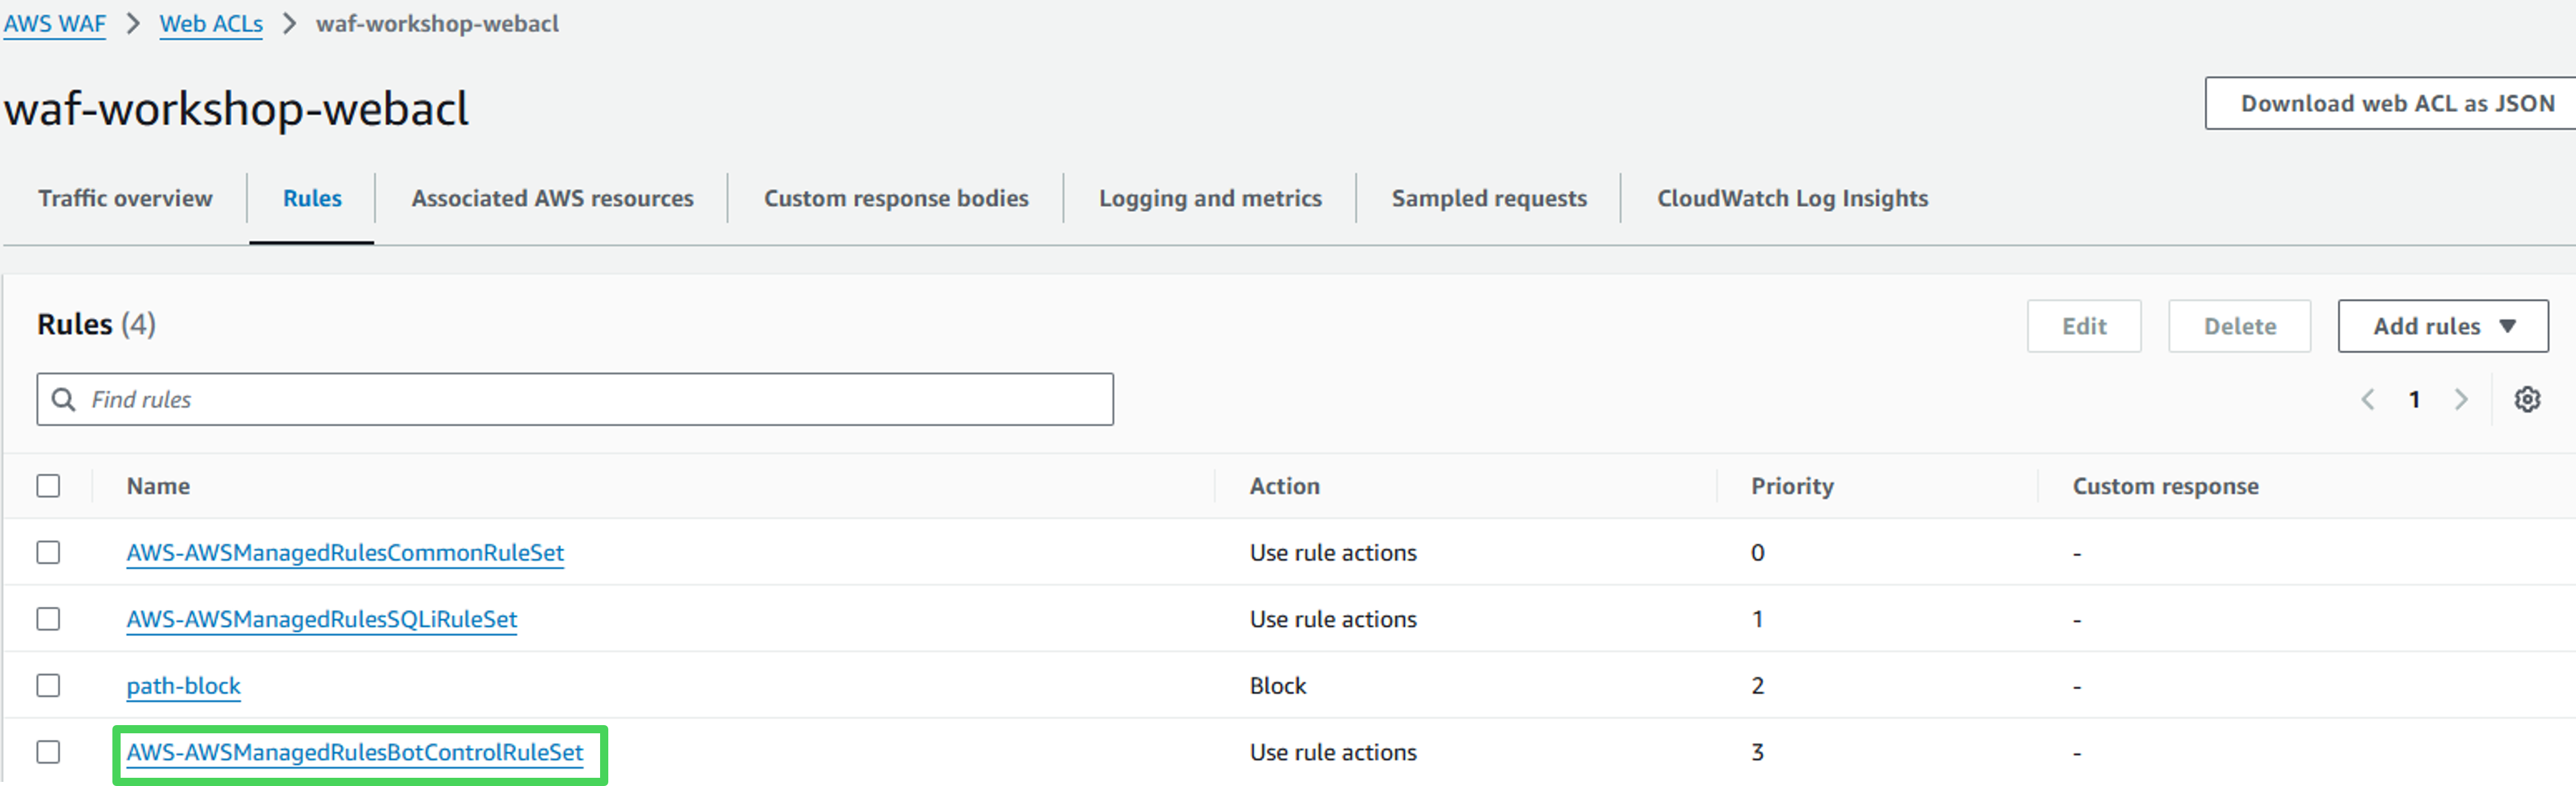 AWS WAF > Web ACLs > waf-workshop-webacl
waf-workshop-webacl
Download web ACL as JSON
Traffic overview Rules Associated AWS resources Custom response bodies Logging and metrics Sampled requests CloudWatch Log Insights
Rules (4)
Edit Delete Add rules
Find rules
1
Name Action Priority Custom response
AWS-AWSManagedRulesCommonRuleSet Use rule actions 0 -
AWS-AWSManagedRulesSQLiRuleSet Use rule actions 1 -
path-block Block 2 -
AWS-AWSManagedRulesBotControlRuleSet Use rule actions 3 -